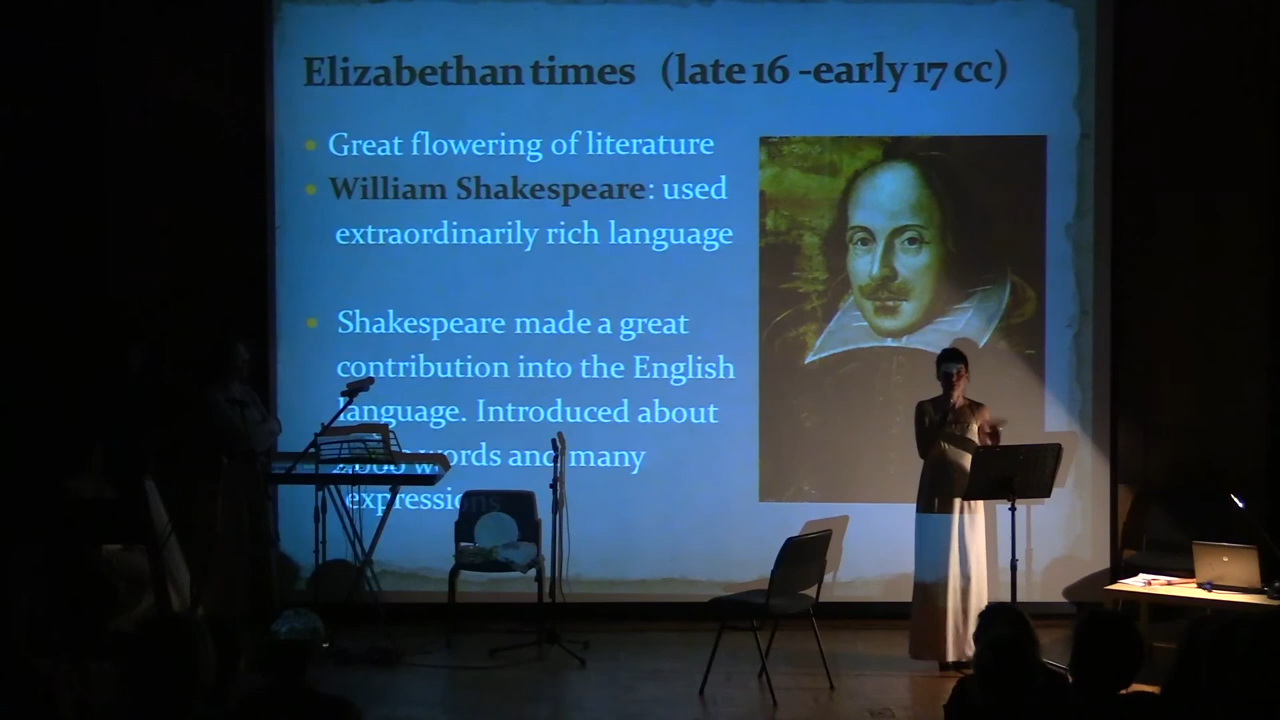 Elizabethan times (late 16 -early 17 cc)
• Great flowering of literature
• William Shakespeare: used
extraordinarily rich language
• Shakespeare made a great
contribution into the English
language. Introduced about
words and many
expressions